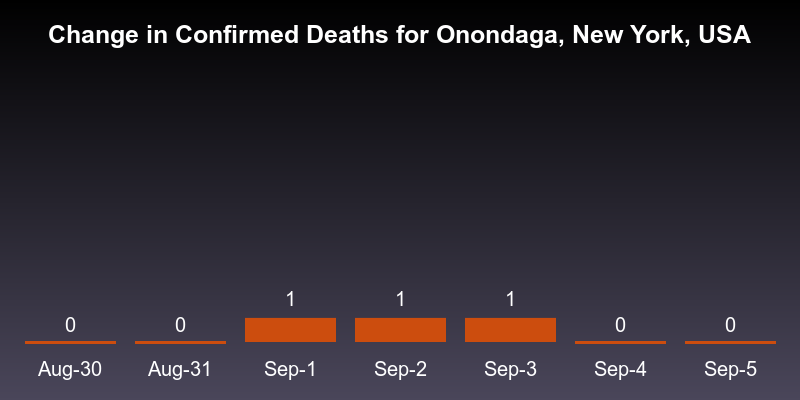 Change in Confirmed Deaths for Onondaga, New York, USA
0 0 1 1 1 0 0
Aug-30 Aug-31 Sep-1 Sep-2 Sep-3 Sep-4 Sep-5